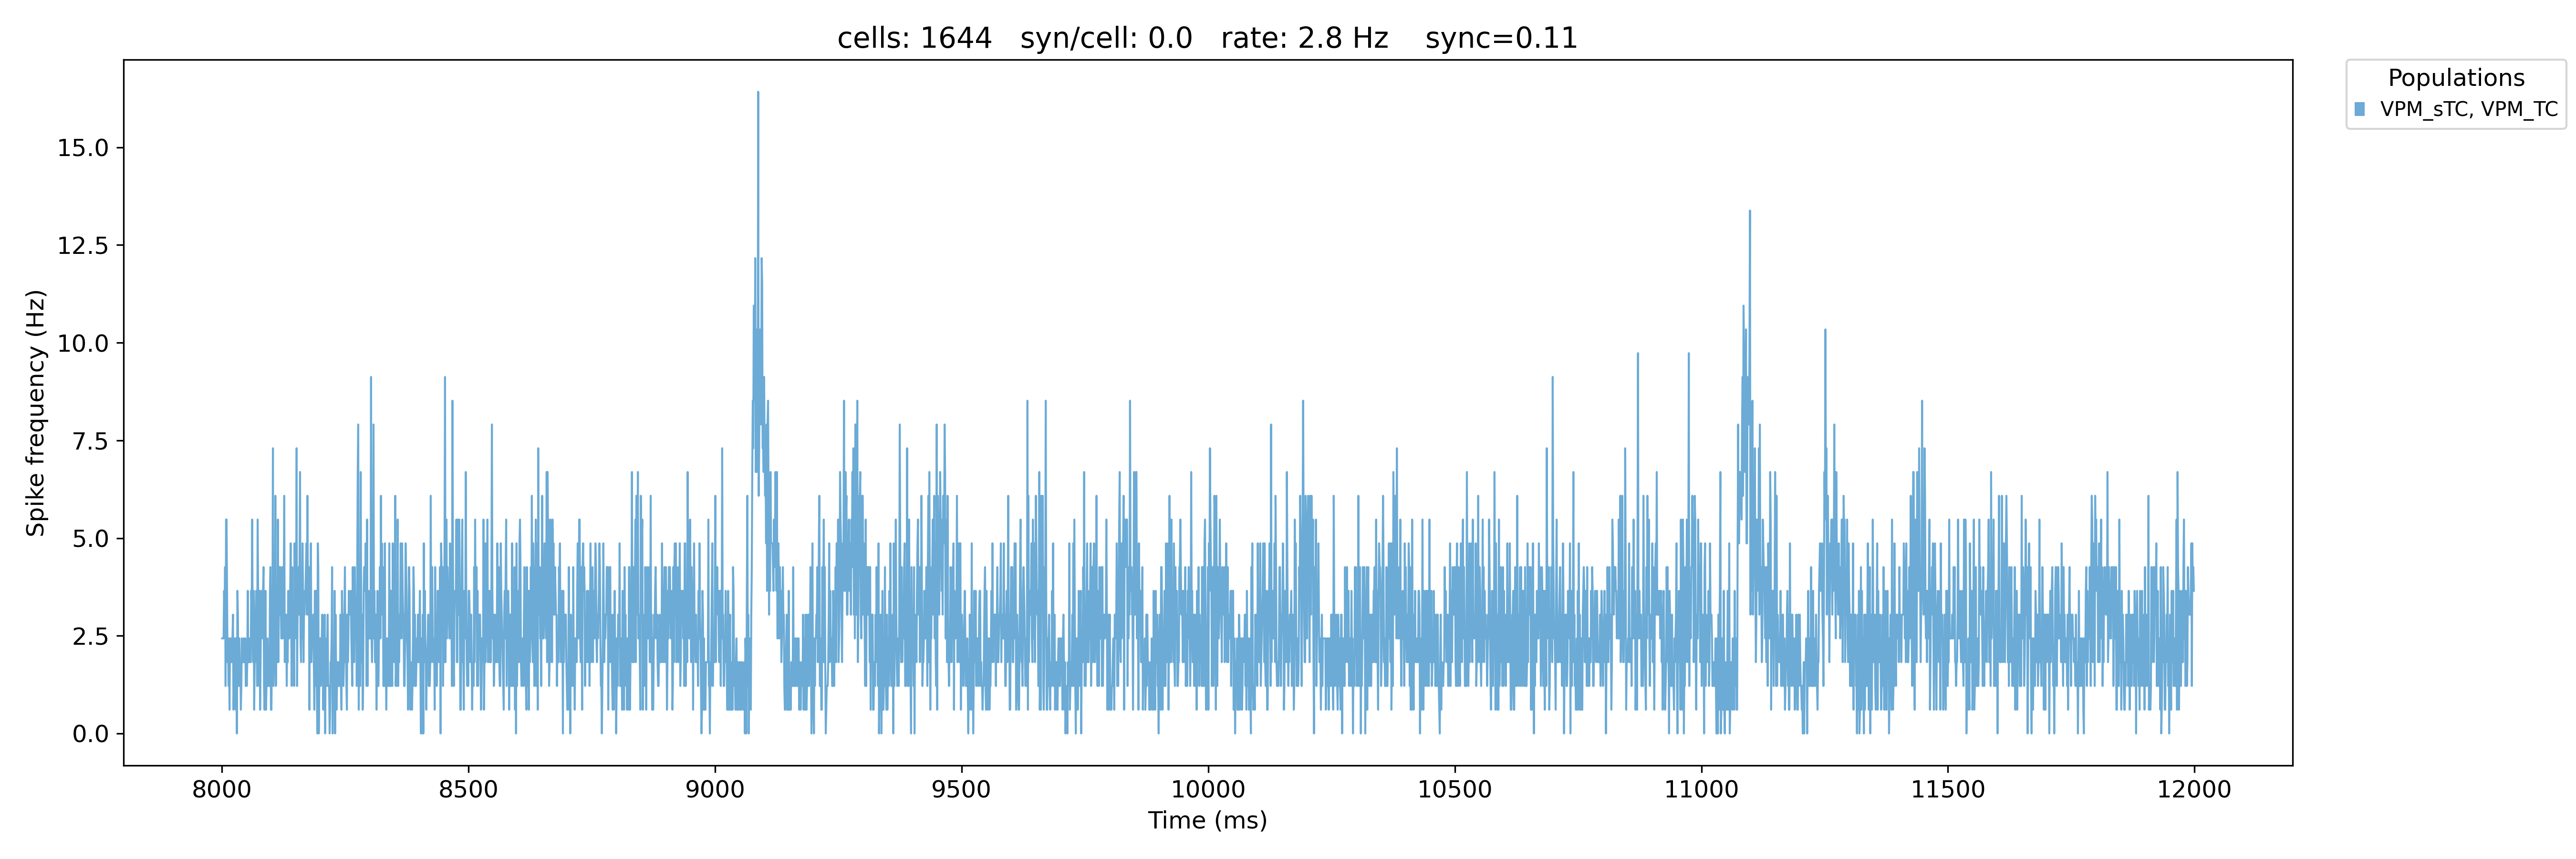 cells: 1644   syn/cell: 0.0   rate: 2.8 Hz    sync=0.11
Populations
VPM_sTC, VPM_TC
Spike frequency (Hz)
15.0
12.5
10.0
7.5
5.0
2.5
0.0
8000 8500 9000 9500 10000 10500 11000 11500 12000
Time (ms)